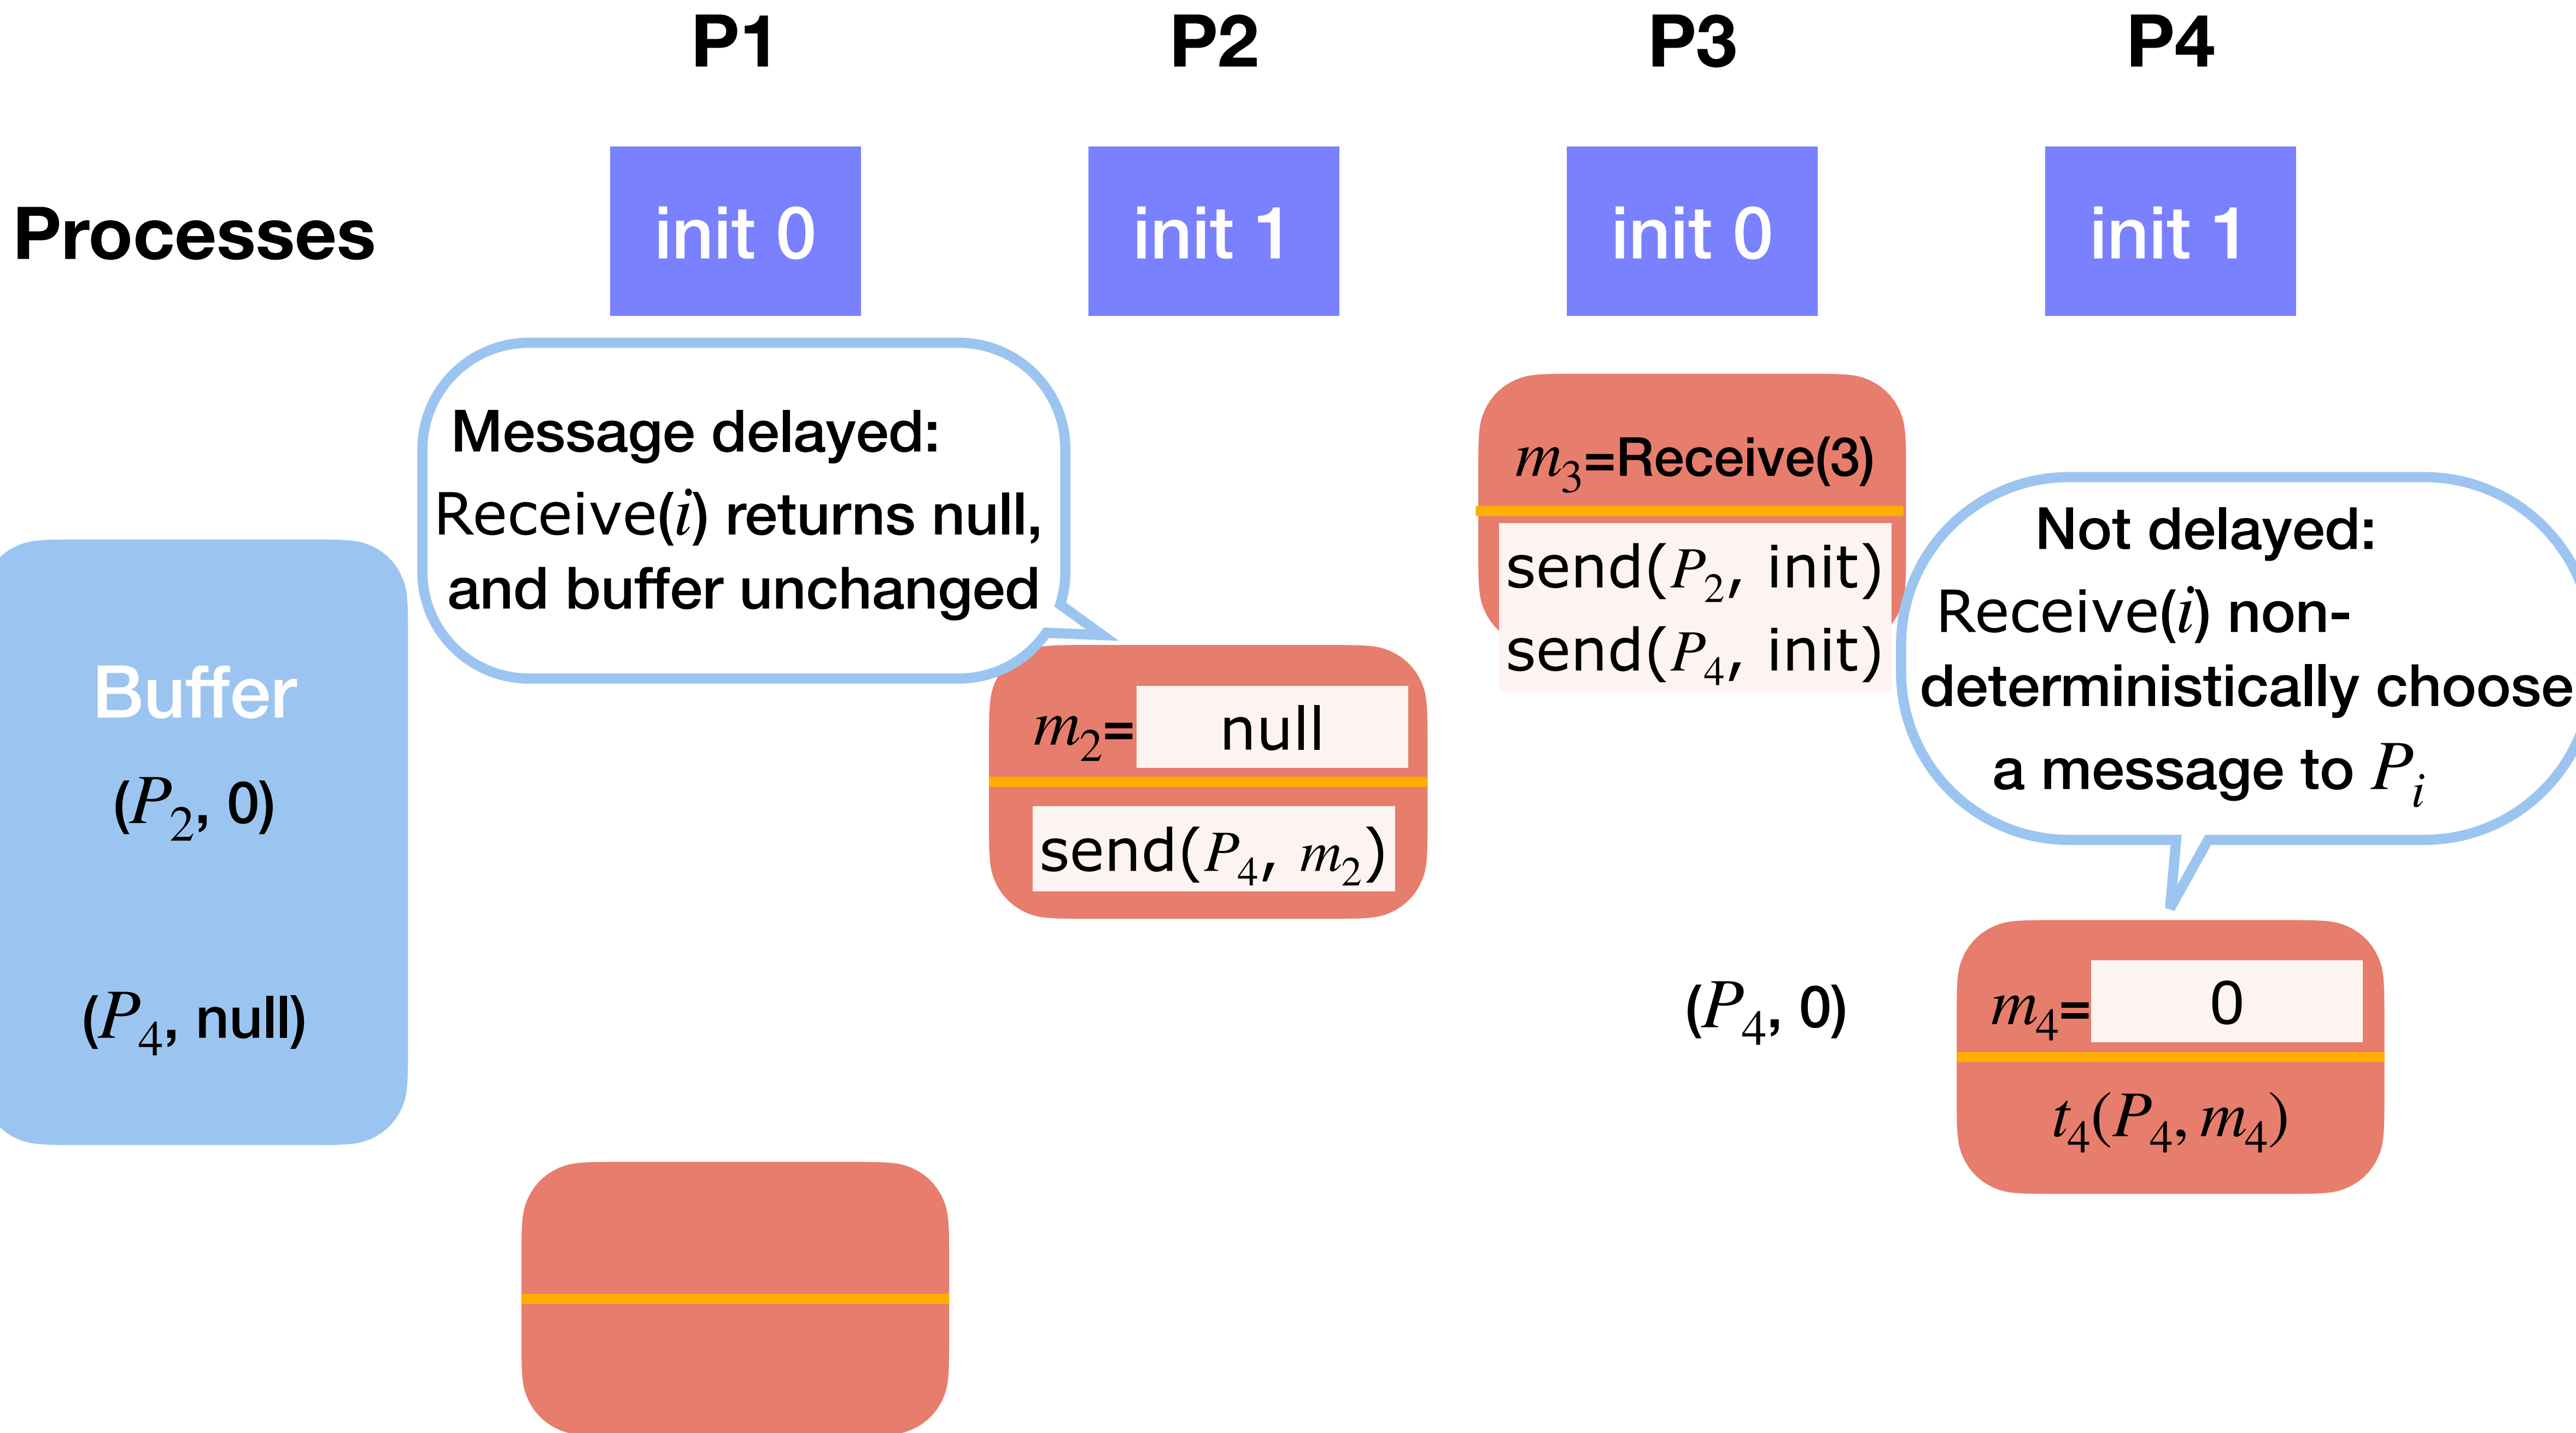 P1 P2 P3 P4
Processes
init 0
init 1
init 0
init 1
Message delayed:
Receive(i) returns null,
and buffer unchanged
m₃=Receive(3)
send(P₂, init)
send(P₄, init)
Not delayed:
Receive(i) non-
deterministically choose
a message to Pᵢ
Buffer
(P₂, 0)
(P₄, null)
m₂= null
send(P₄, m₂)
(P₄, 0)
m₄= 0
t₄(P₄, m₄)